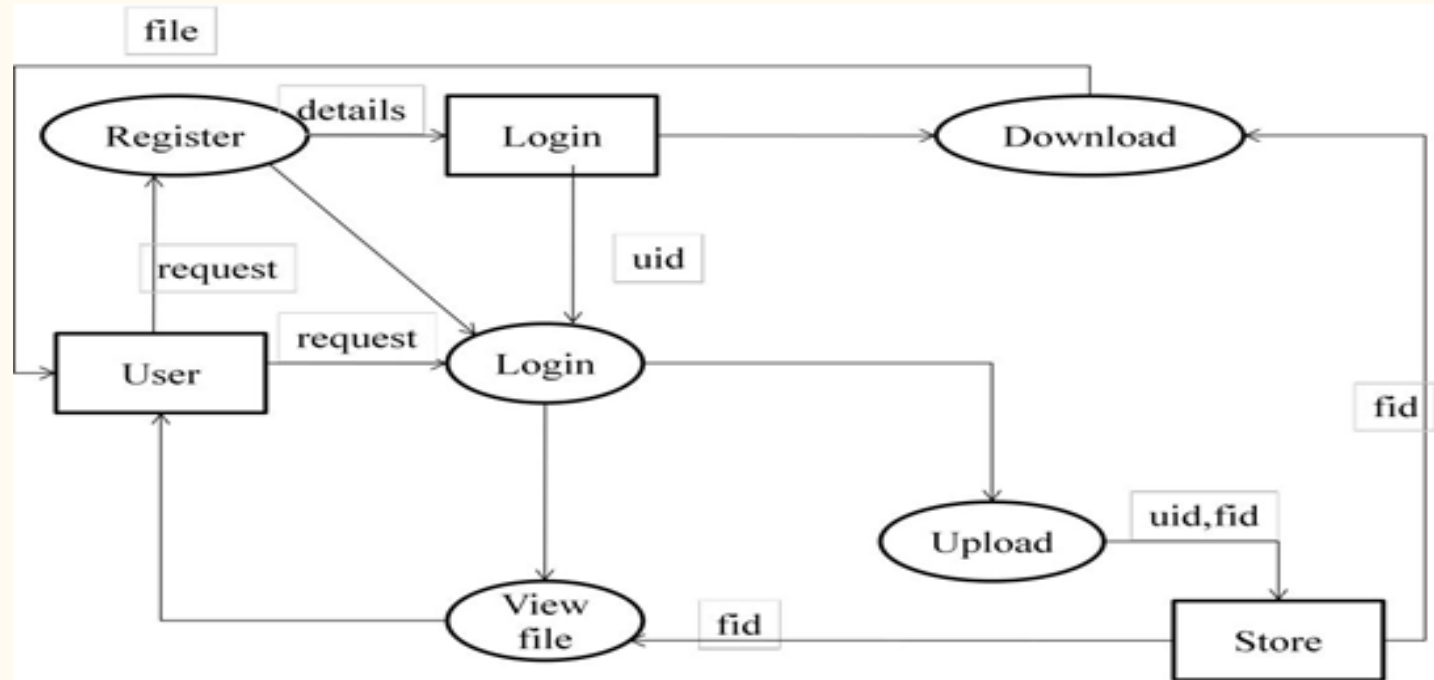 file
details
Register
Login
Download
uid
request
request
Login
User
fid
uid,fid
Upload
View
file
fid
Store